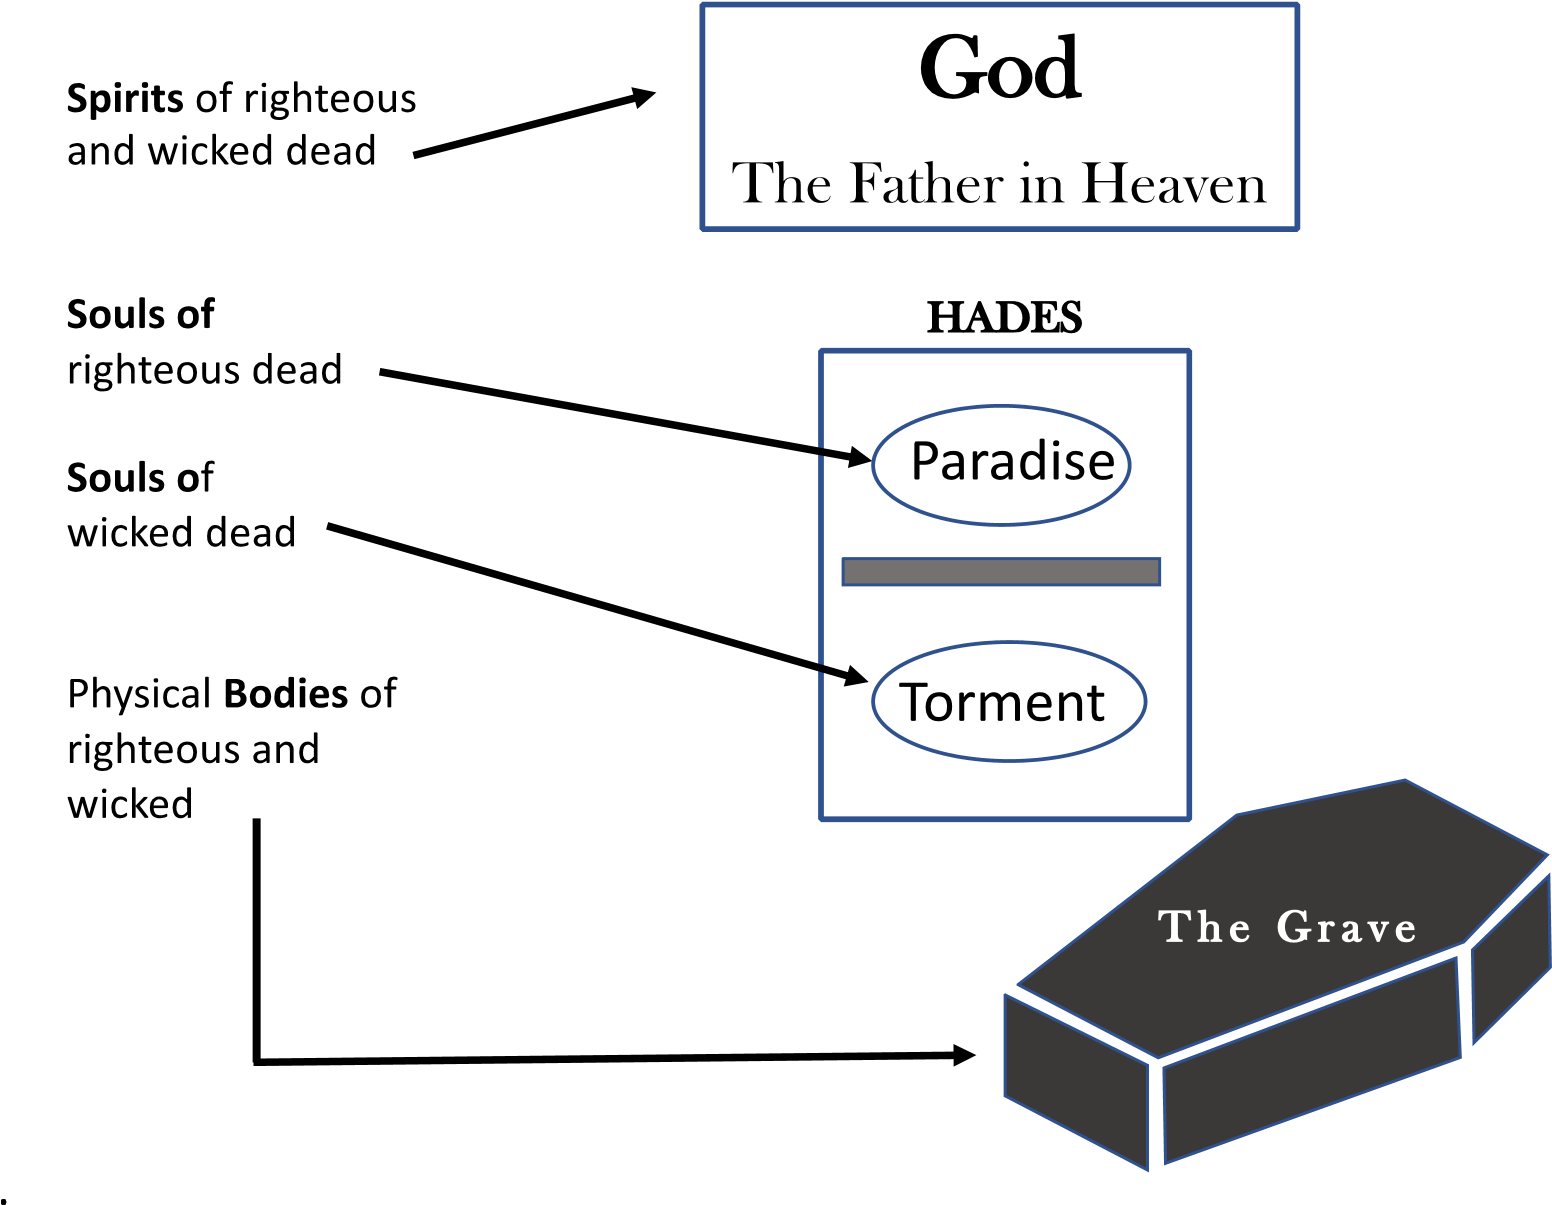 God
The Father in Heaven
Spirits of righteous
and wicked dead
HADES
Souls of
righteous dead
Paradise
Souls of
wicked dead
Torment
Physical Bodies of
righteous and
wicked
The Grave
.